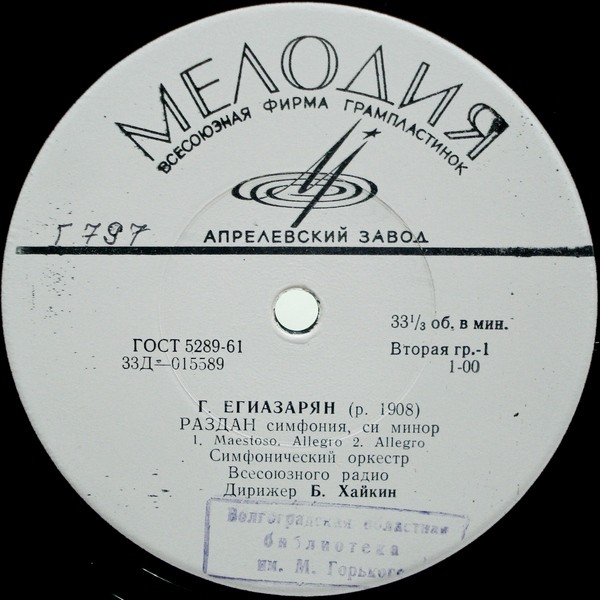 МЕЛОДИЯ
ВСЕСОЮЗНАЯ ФИРМА ГРАМПЛАСТИНОК
АПРЕЛЕВСКИЙ ЗАВОД
Г 797
33⅓ об. в мин.
ГОСТ 5289-61
Вторая гр.-1
33Д—015589
1-00
Г. ЕГИАЗАРЯН (р. 1908)
РАЗДАН симфония, си минор
1. Maestoso. Allegro 2. Allegro
Симфонический оркестр
Всесоюзного радио
Дирижер Б. Хайкин
Волгоградская областная
библиотека
им. М. Горького